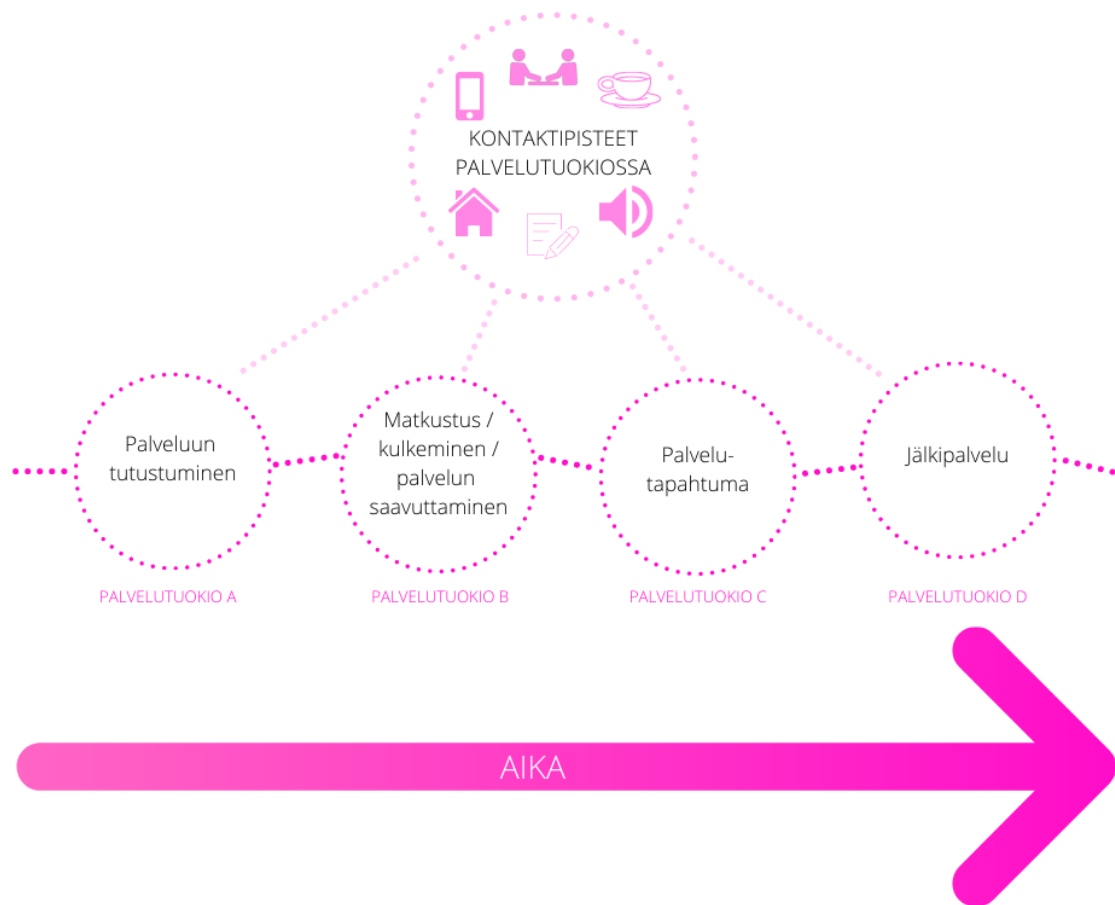 KONTAKTIPISTEET
PALVELUTUOKIOSSA
Palveluun
tutustuminen
Matkustus /
kulkeminen /
palvelun
saavuttaminen
Palvelu-
tapahtuma
Jälkipalvelu
PALVELUTUOKIO A
PALVELUTUOKIO B
PALVELUTUOKIO C
PALVELUTUOKIO D
AIKA